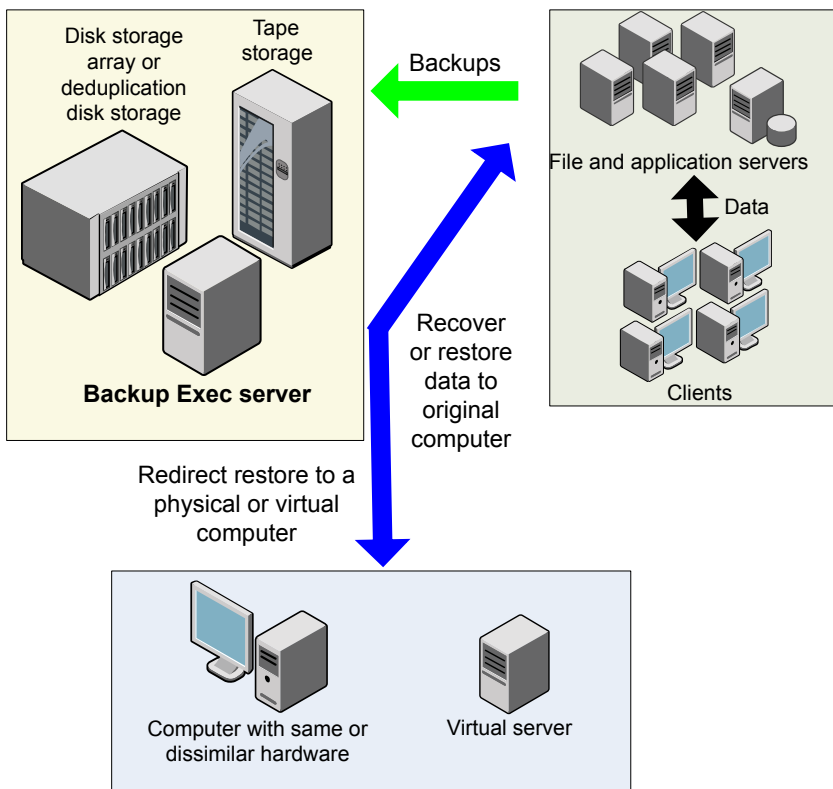 Disk storage
array or
deduplication
disk storage
Tape
storage
Backup Exec server
Backups
File and application servers
Data
Clients
Recover
or restore
data to
original
computer
Redirect restore to a
physical or virtual
computer
Computer with same or
dissimilar hardware
Virtual server